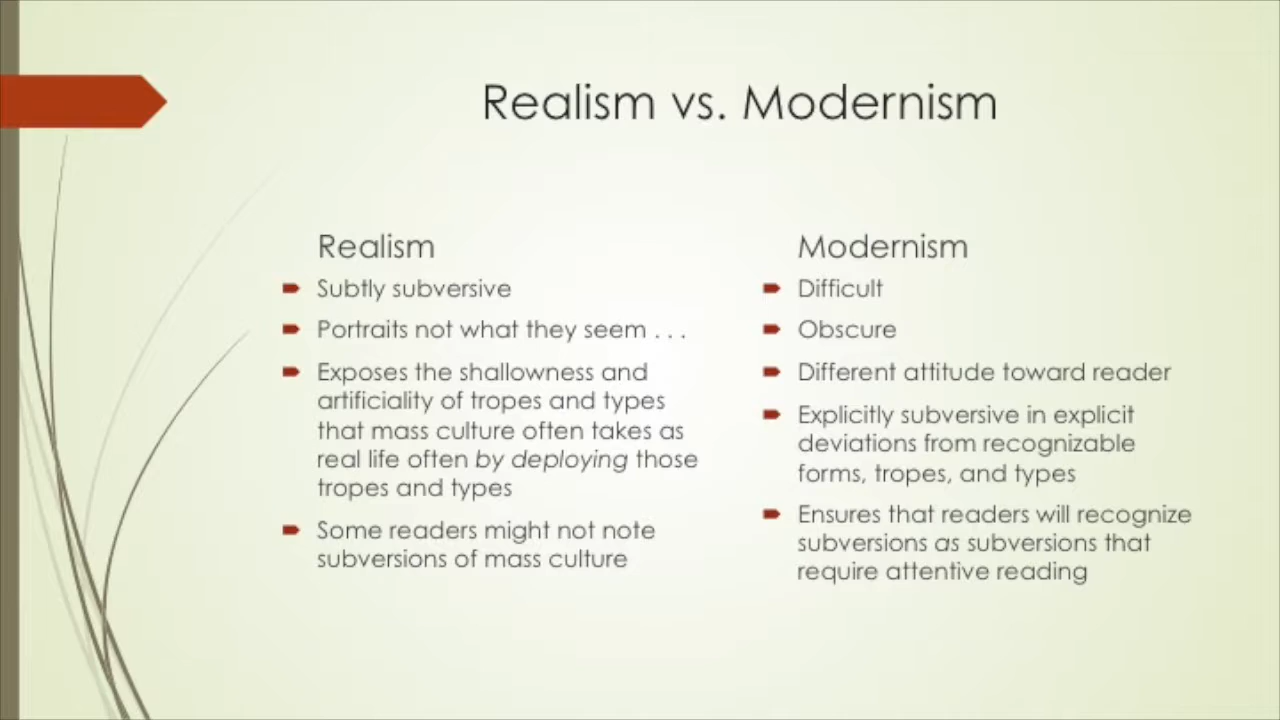 Realism vs. Modernism
Realism
Subtly subversive
Portraits not what they seem . . .
Exposes the shallowness and
artificiality of tropes and types
that mass culture often takes as
real life often by deploying those
tropes and types
Some readers might not note
subversions of mass culture
Modernism
Difficult
Obscure
Different attitude toward reader
Explicitly subversive in explicit
deviations from recognizable
forms, tropes, and types
Ensures that readers will recognize
subversions as subversions that
require attentive reading